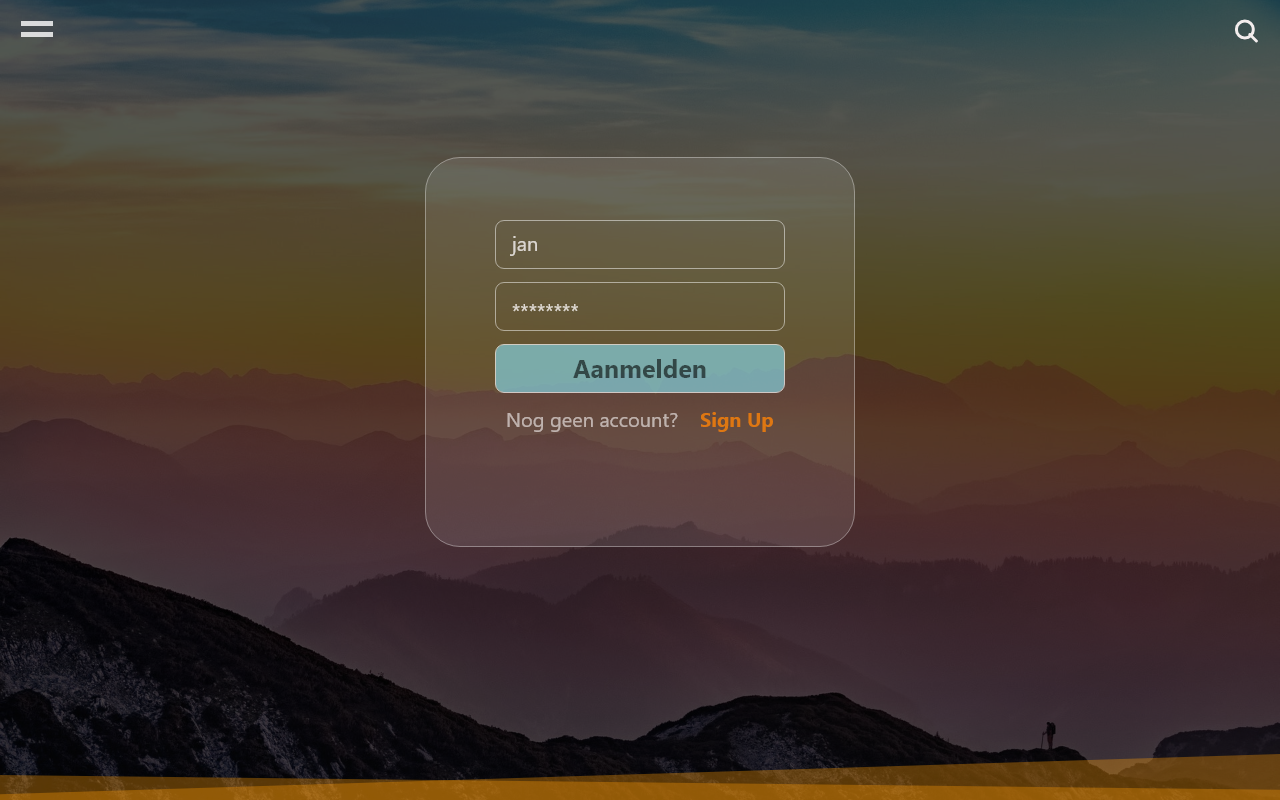 jan
********
Aanmelden
Nog geen account? Sign Up